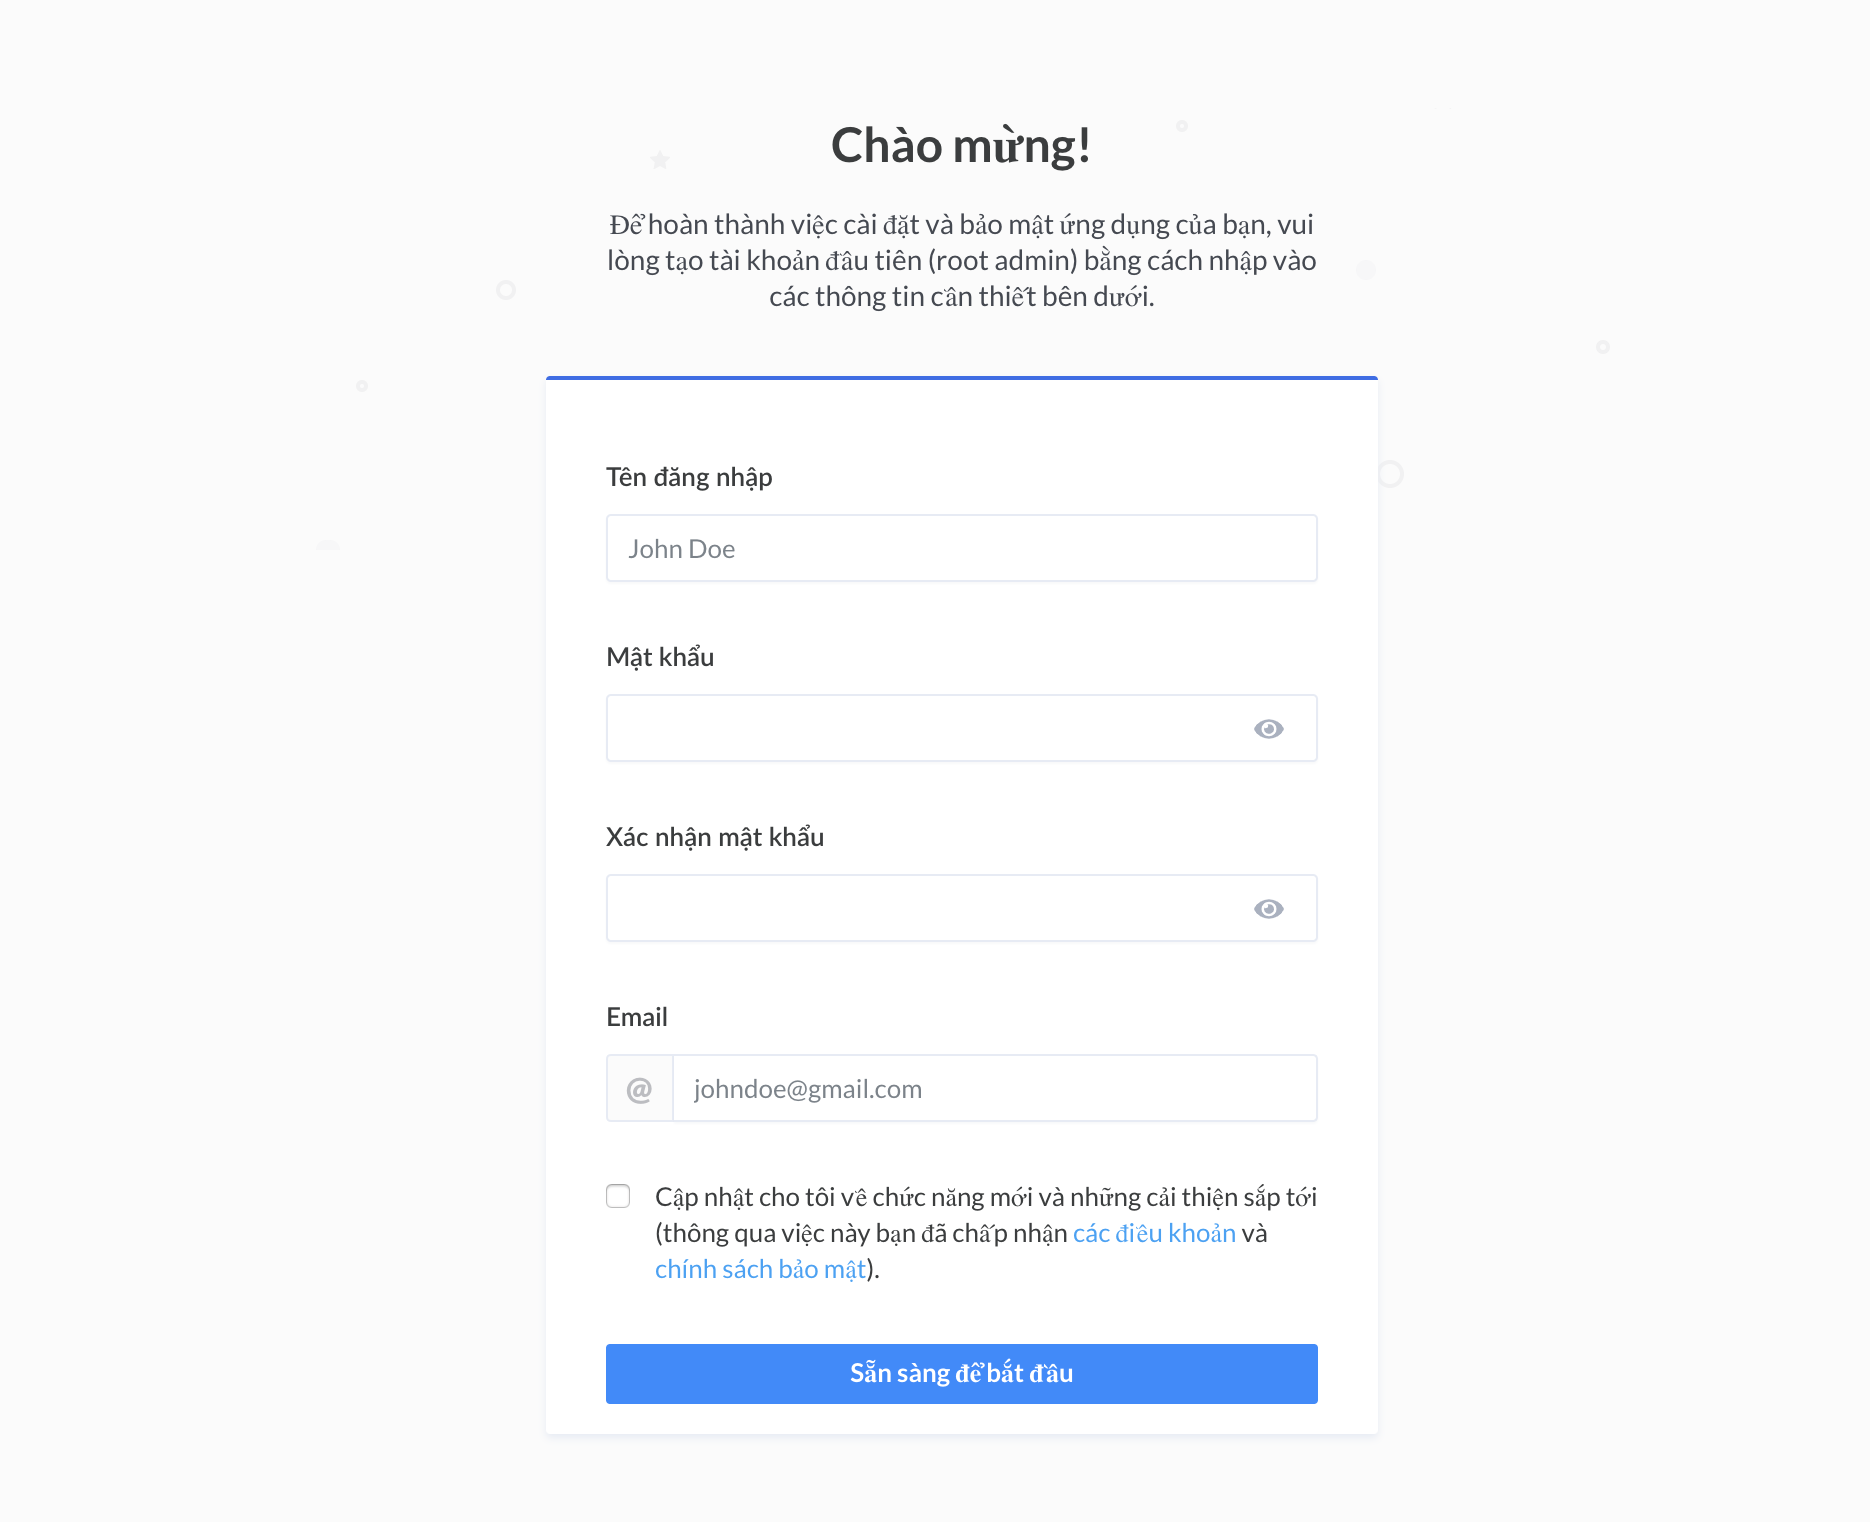 Chào mừng!
Để hoàn thành việc cài đặt và bảo mật ứng dụng của bạn, vui
lòng tạo tài khoản đầu tiên (root admin) bằng cách nhập vào
các thông tin cần thiết bên dưới.
Tên đăng nhập
John Doe
Mật khẩu
Xác nhận mật khẩu
Email
@ johndoe@gmail.com
Cập nhật cho tôi về chức năng mới và những cải thiện sắp tới
(thông qua việc này bạn đã chấp nhận các điều khoản và
chính sách bảo mật).
Sẵn sàng để bắt đầu